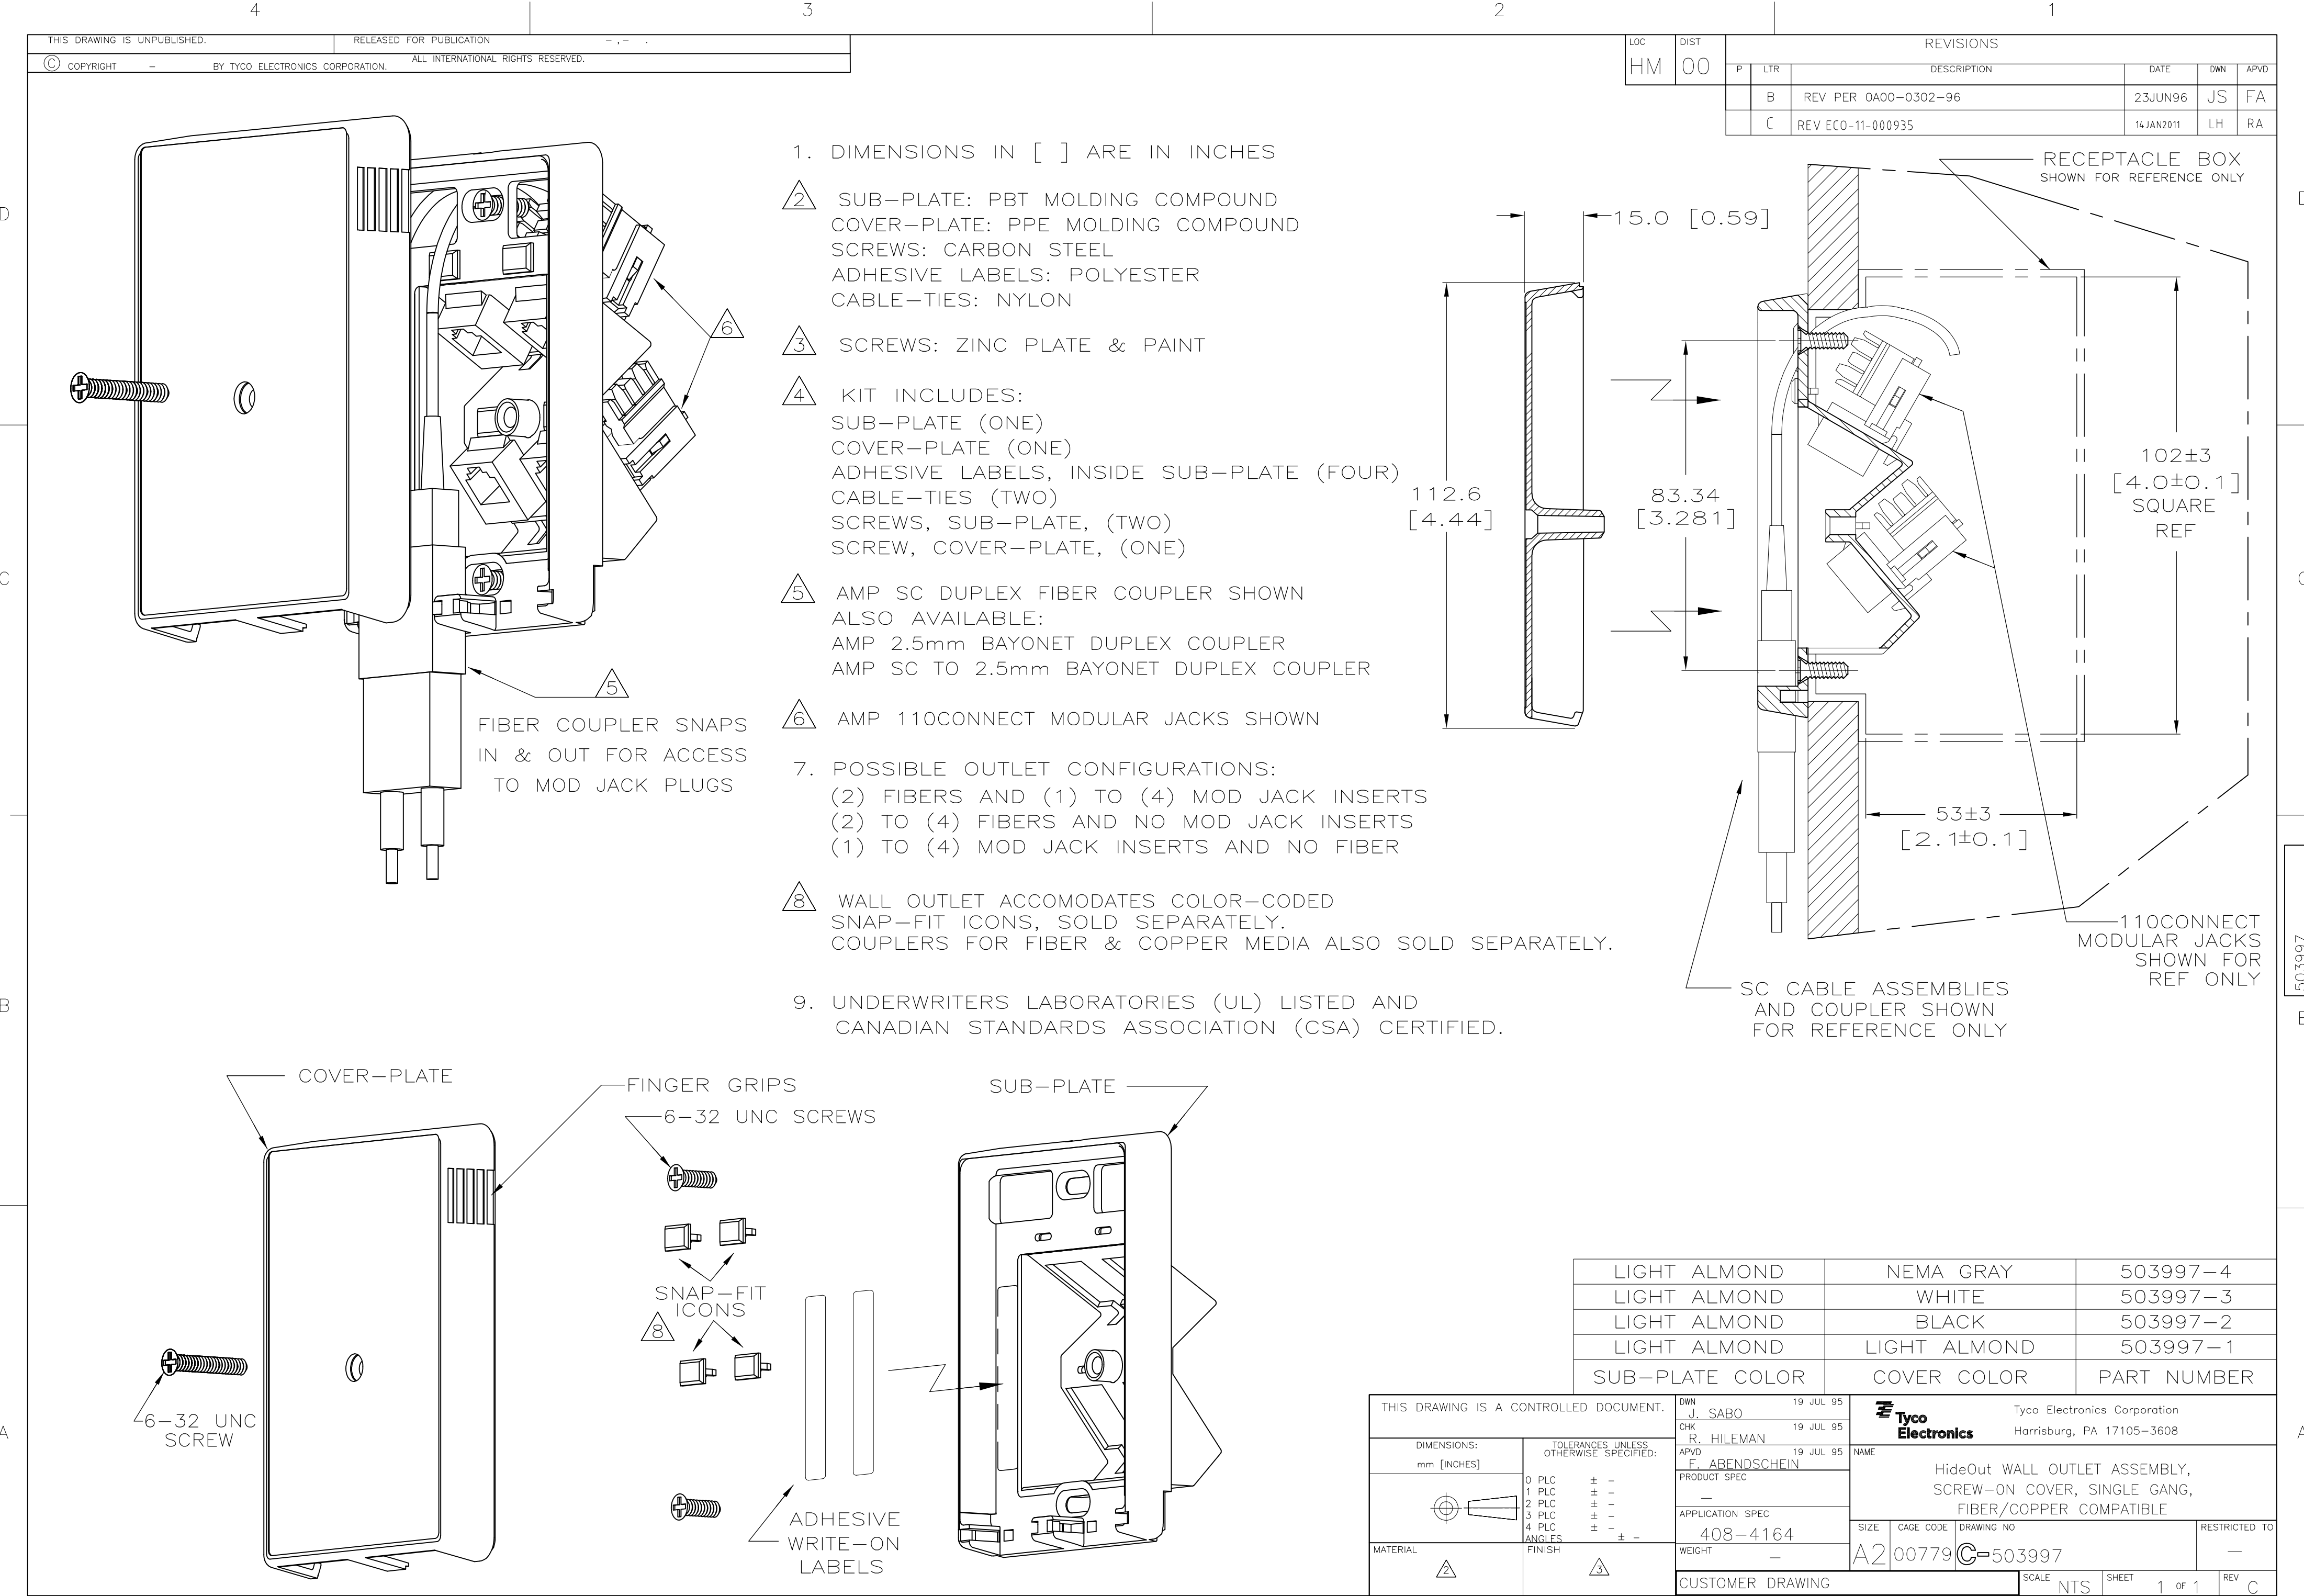 4 3 2 1
THIS DRAWING IS UNPUBLISHED. RELEASED FOR PUBLICATION – ,– .
© COPYRIGHT – BY TYCO ELECTRONICS CORPORATION. ALL INTERNATIONAL RIGHTS RESERVED.
LOC DIST REVISIONS
HM 00
P LTR DESCRIPTION DATE DWN APVD
B REV PER 0A00-0302-96 23JUN96 JS FA
C REV ECO-11-000935 14JAN2011 LH RA
D
C
B
A
1. DIMENSIONS IN [ ] ARE IN INCHES
2 SUB-PLATE: PBT MOLDING COMPOUND
COVER-PLATE: PPE MOLDING COMPOUND
SCREWS: CARBON STEEL
ADHESIVE LABELS: POLYESTER
CABLE-TIES: NYLON
3 SCREWS: ZINC PLATE & PAINT
4 KIT INCLUDES:
SUB-PLATE (ONE)
COVER-PLATE (ONE)
ADHESIVE LABELS, INSIDE SUB-PLATE (FOUR)
CABLE-TIES (TWO)
SCREWS, SUB-PLATE, (TWO)
SCREW, COVER-PLATE, (ONE)
5 AMP SC DUPLEX FIBER COUPLER SHOWN
ALSO AVAILABLE:
AMP 2.5mm BAYONET DUPLEX COUPLER
AMP SC TO 2.5mm BAYONET DUPLEX COUPLER
6 AMP 110CONNECT MODULAR JACKS SHOWN
7. POSSIBLE OUTLET CONFIGURATIONS:
(2) FIBERS AND (1) TO (4) MOD JACK INSERTS
(2) TO (4) FIBERS AND NO MOD JACK INSERTS
(1) TO (4) MOD JACK INSERTS AND NO FIBER
8 WALL OUTLET ACCOMODATES COLOR-CODED
SNAP-FIT ICONS, SOLD SEPARATELY.
COUPLERS FOR FIBER & COPPER MEDIA ALSO SOLD SEPARATELY.
9. UNDERWRITERS LABORATORIES (UL) LISTED AND
CANADIAN STANDARDS ASSOCIATION (CSA) CERTIFIED.
6
5
FIBER COUPLER SNAPS
IN & OUT FOR ACCESS
TO MOD JACK PLUGS
RECEPTACLE BOX
SHOWN FOR REFERENCE ONLY
15.0 [0.59]
112.6
[4.44]
83.34
[3.281]
102±3
[4.0±0.1]
SQUARE
REF
53±3
[2.1±0.1]
110CONNECT
MODULAR JACKS
SHOWN FOR
REF ONLY
SC CABLE ASSEMBLIES
AND COUPLER SHOWN
FOR REFERENCE ONLY
503997
COVER-PLATE
FINGER GRIPS
6-32 UNC SCREWS
SUB-PLATE
SNAP-FIT
ICONS
8
6-32 UNC
SCREW
ADHESIVE
WRITE-ON
LABELS
LIGHT ALMOND NEMA GRAY 503997-4
LIGHT ALMOND WHITE 503997-3
LIGHT ALMOND BLACK 503997-2
LIGHT ALMOND LIGHT ALMOND 503997-1
SUB-PLATE COLOR COVER COLOR PART NUMBER
THIS DRAWING IS A CONTROLLED DOCUMENT.
DIMENSIONS:
mm [INCHES]
TOLERANCES UNLESS
OTHERWISE SPECIFIED:
0 PLC ± –
1 PLC ± –
2 PLC ± –
3 PLC ± –
4 PLC ± –
ANGLES ± –
MATERIAL
2
FINISH
3
DWN 19 JUL 95
J. SABO
CHK 19 JUL 95
R. HILEMAN
APVD 19 JUL 95
F. ABENDSCHEIN
PRODUCT SPEC
–
APPLICATION SPEC
408-4164
WEIGHT –
CUSTOMER DRAWING
Tyco
Electronics
Tyco Electronics Corporation
Harrisburg, PA 17105-3608
NAME
HideOut WALL OUTLET ASSEMBLY,
SCREW-ON COVER, SINGLE GANG,
FIBER/COPPER COMPATIBLE
SIZE CAGE CODE DRAWING NO RESTRICTED TO
A2 00779 C-503997 –
SCALE NTS SHEET 1 OF 1 REV C